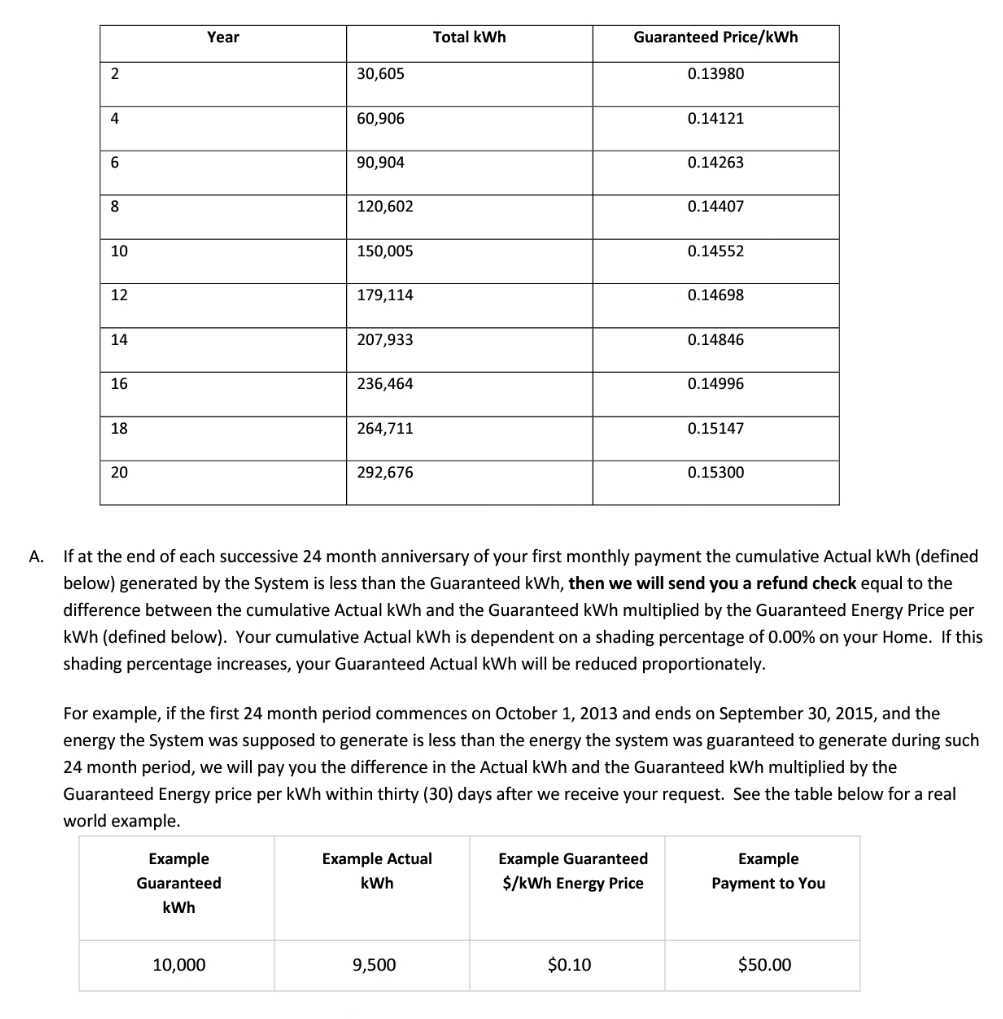 Year Total kWh Guaranteed Price/kWh
2 30,605 0.13980
4 60,906 0.14121
6 90,904 0.14263
8 120,602 0.14407
10 150,005 0.14552
12 179,114 0.14698
14 207,933 0.14846
16 236,464 0.14996
18 264,711 0.15147
20 292,676 0.15300
A. If at the end of each successive 24 month anniversary of your first monthly payment the cumulative Actual kWh (defined
below) generated by the System is less than the Guaranteed kWh, then we will send you a refund check equal to the
difference between the cumulative Actual kWh and the Guaranteed kWh multiplied by the Guaranteed Energy Price per
kWh (defined below). Your cumulative Actual kWh is dependent on a shading percentage of 0.00% on your Home. If this
shading percentage increases, your Guaranteed Actual kWh will be reduced proportionately.
For example, if the first 24 month period commences on October 1, 2013 and ends on September 30, 2015, and the
energy the System was supposed to generate is less than the energy the system was guaranteed to generate during such
24 month period, we will pay you the difference in the Actual kWh and the Guaranteed kWh multiplied by the
Guaranteed Energy price per kWh within thirty (30) days after we receive your request. See the table below for a real
world example.
Example Example Actual Example Guaranteed Example
Guaranteed kWh $/kWh Energy Price Payment to You
kWh
10,000 9,500 $0.10 $50.00